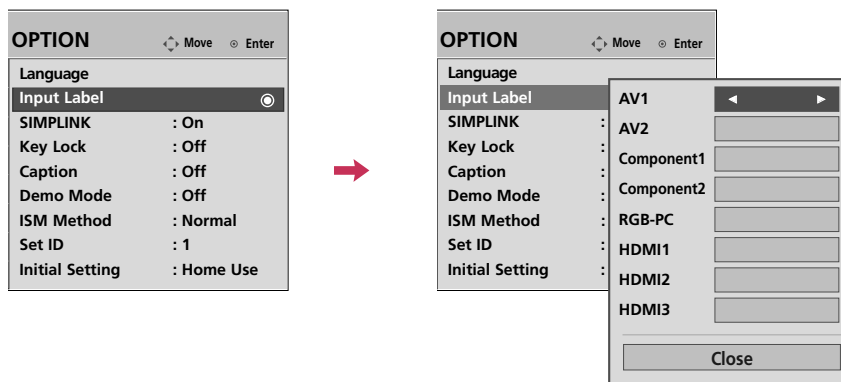 OPTION Move Enter
Language
Input Label
SIMPLINK : On
Key Lock : Off
Caption : Off
Demo Mode : Off
ISM Method : Normal
Set ID : 1
Initial Setting : Home Use
OPTION Move Enter
Language
Input Label
SIMPLINK :
Key Lock :
Caption :
Demo Mode :
ISM Method :
Set ID :
Initial Setting :
AV1
AV2
Component1
Component2
RGB-PC
HDMI1
HDMI2
HDMI3
Close